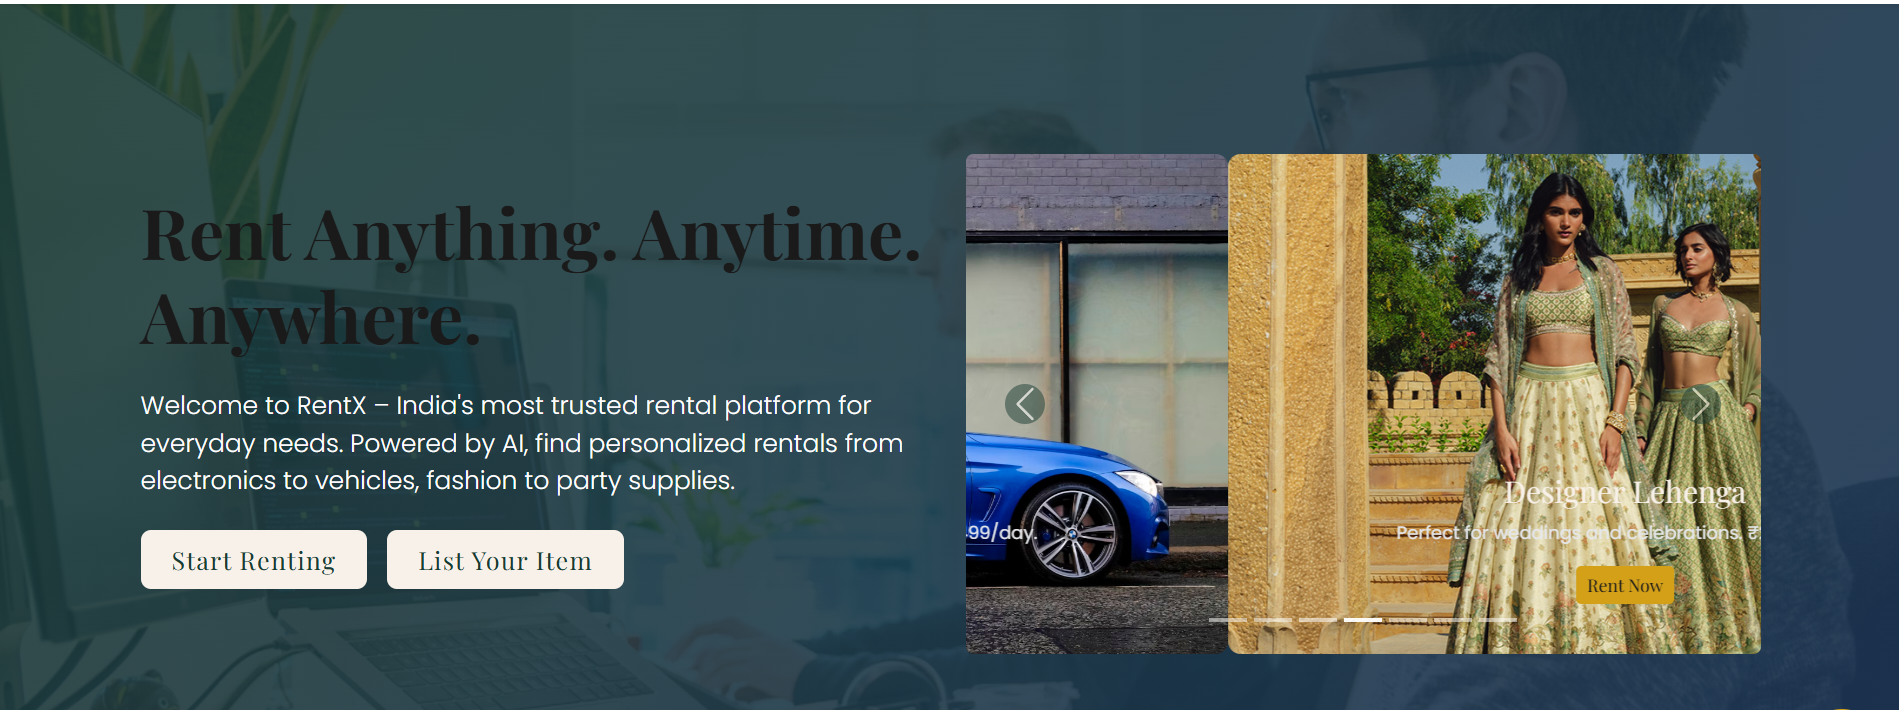 Rent Anything. Anytime.
Anywhere.
Welcome to RentX – India's most trusted rental platform for
everyday needs. Powered by AI, find personalized rentals from
electronics to vehicles, fashion to party supplies.
Start Renting
List Your Item
99/day.
Designer Lehenga
Perfect for weddings and celebrations. ₹
Rent Now